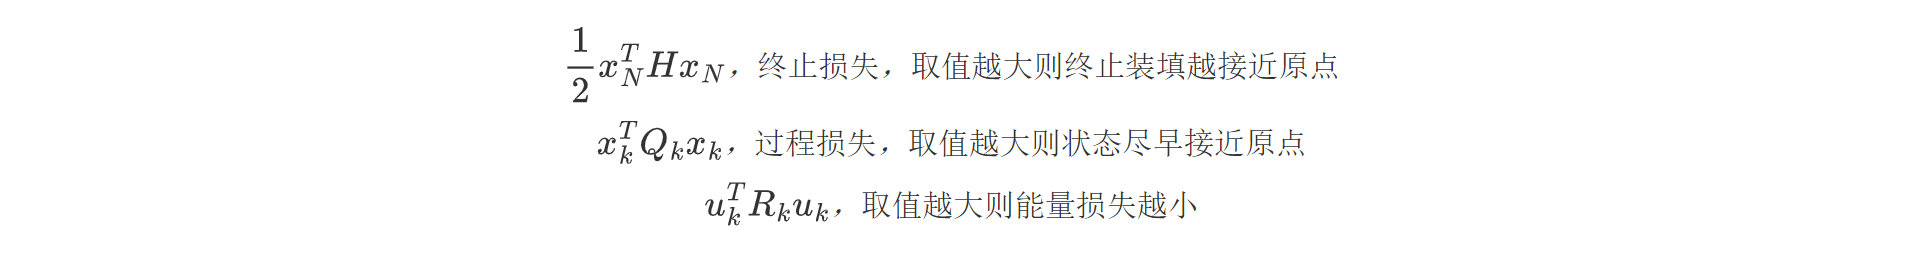 $\frac{1}{2}x_N^T H x_N$，终止损失，取值越大则终止装填越接近原点
$x_k^T Q_k x_k$，过程损失，取值越大则状态尽早接近原点
$u_k^T R_k u_k$，取值越大则能量损失越小